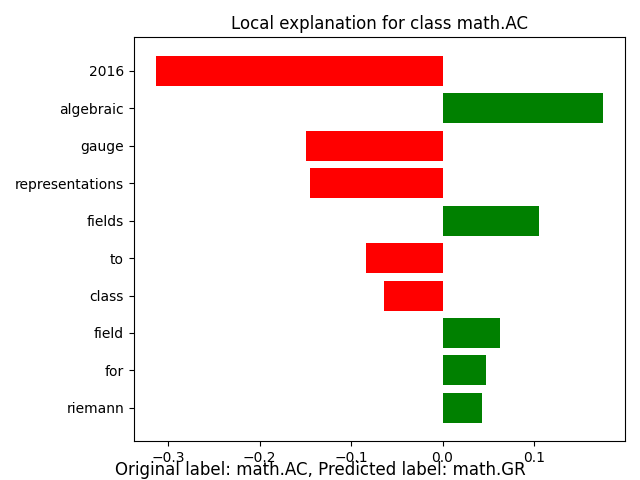 Local explanation for class math.AC
2016
algebraic
gauge
representations
fields
to
class
field
for
riemann
−0.3 −0.2 −0.1 0.0 0.1
Original label: math.AC, Predicted label: math.GR